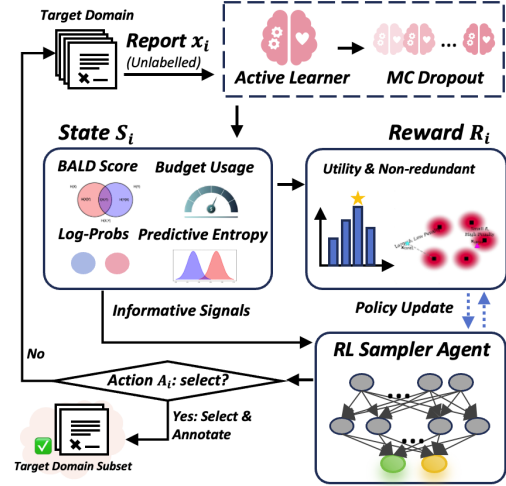 Target Domain
Report x_i
(Unlabelled)
Active Learner
MC Dropout
State S_i
Reward R_i
BALD Score
Budget Usage
Log-Probs
Predictive Entropy
Utility & Non-redundant
Informative Signals
Policy Update
No
Action A_i: select?
RL Sampler Agent
Yes: Select &
Annotate
Target Domain Subset